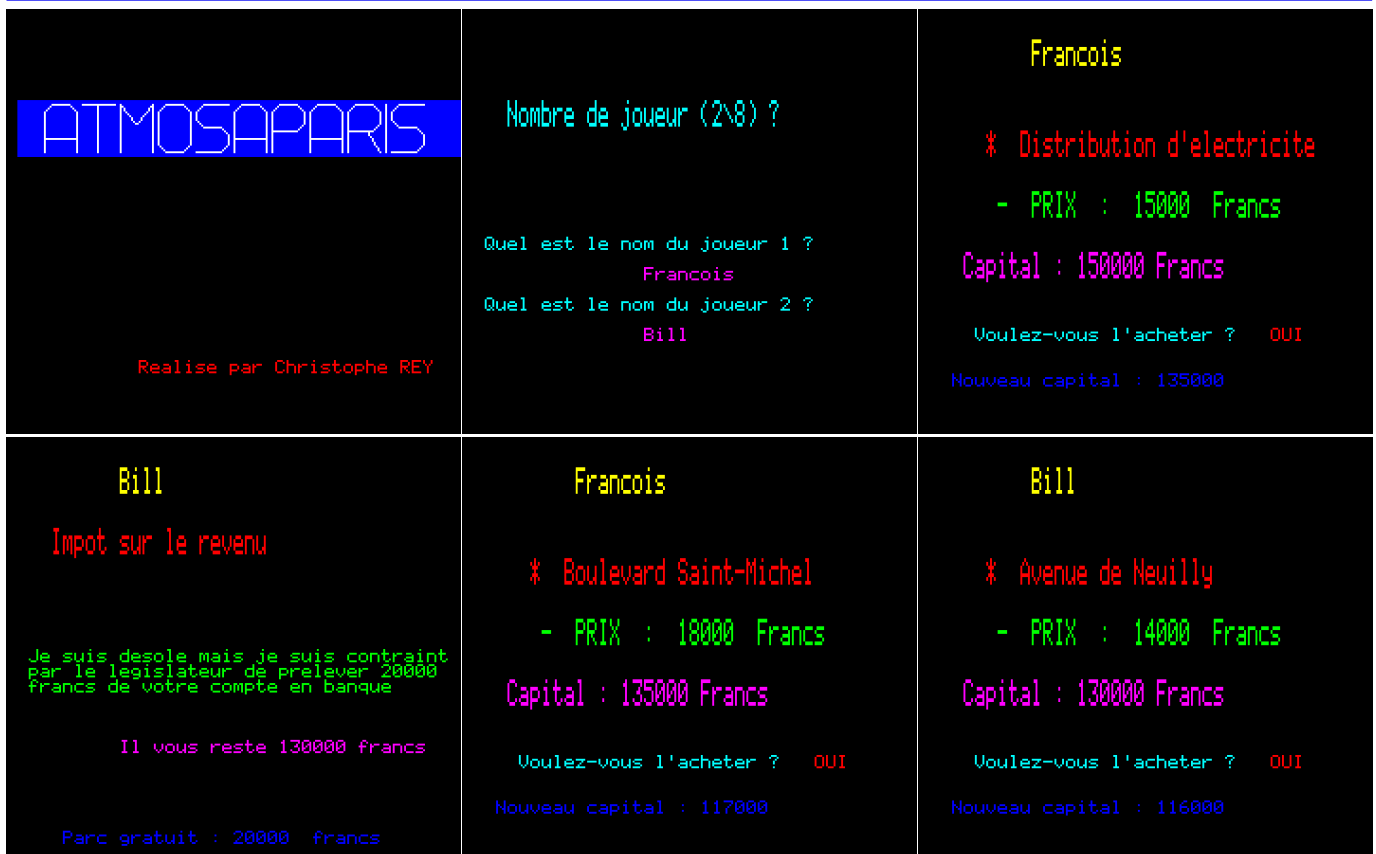 ATMOSAPARIS
Realise par Christophe REY
Nombre de joueur (2\8) ?
Quel est le nom du joueur 1 ?
Francois
Quel est le nom du joueur 2 ?
Bill
Francois
* Distribution d'electricite
- PRIX : 15000 Francs
Capital : 150000 Francs
Voulez-vous l'acheter ? OUI
Nouveau capital : 135000
Bill
Impot sur le revenu
Je suis desole mais je suis contraint
par le legislateur de prelever 20000
francs de votre compte en banque
Il vous reste 130000 francs
Parc gratuit : 20000 francs
Francois
* Boulevard Saint-Michel
- PRIX : 18000 Francs
Capital : 135000 Francs
Voulez-vous l'acheter ? OUI
Nouveau capital : 117000
Bill
* Avenue de Neuilly
- PRIX : 14000 Francs
Capital : 130000 Francs
Voulez-vous l'acheter ? OUI
Nouveau capital : 116000